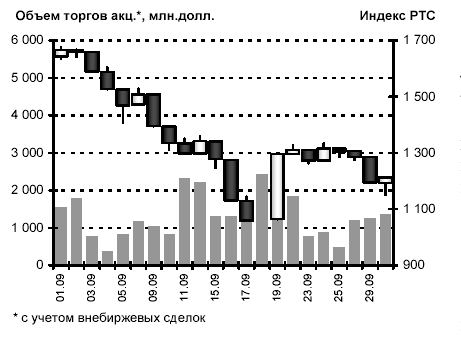 Объем торгов акц.*, млн.долл. Индекс РТС
6 000 1 700
5 000 1 500
4 000
3 000 1 300
2 000
1 000 1 100
0 900
01.09 03.09 05.09 09.09 11.09 15.09 17.09 19.09 23.09 25.09 29.09
* с учетом внебиржевых сделок